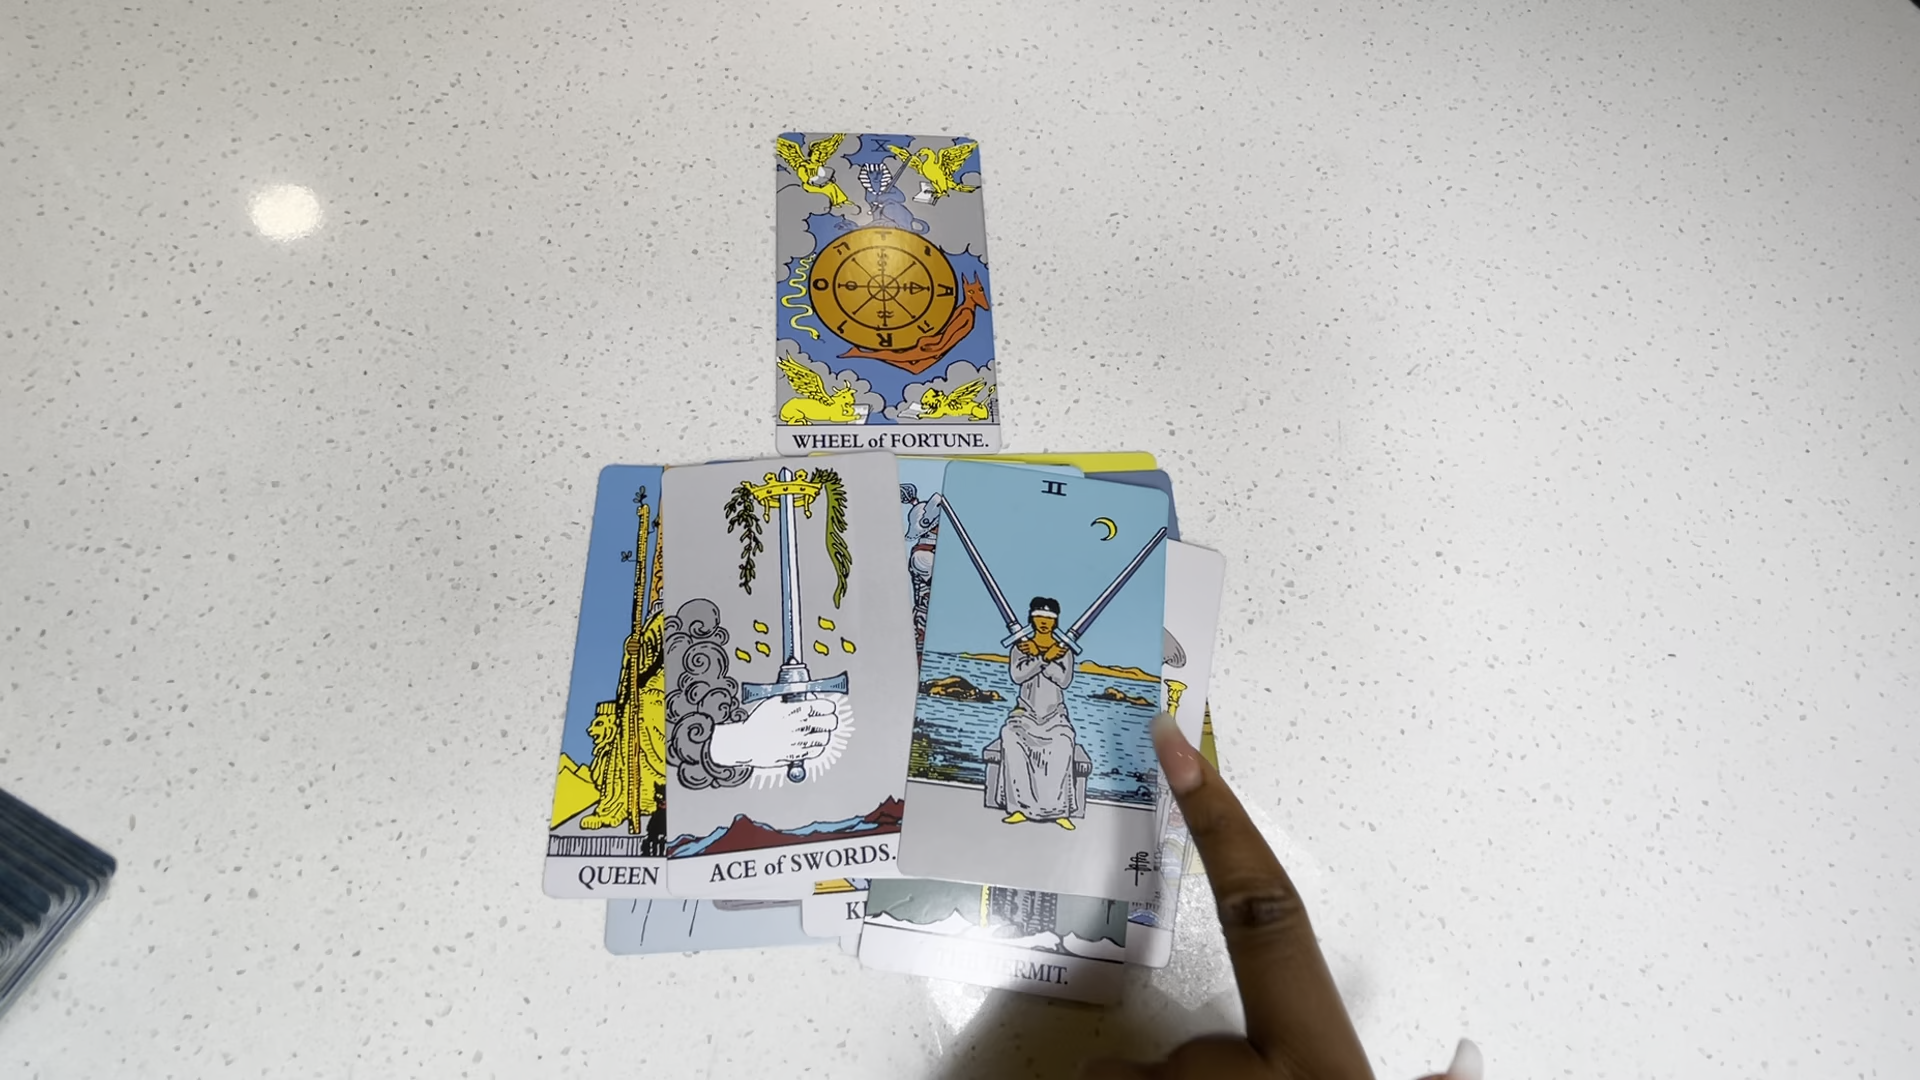 X
T
A
R
O
WHEEL of FORTUNE.
II
QUEEN
ACE of SWORDS.